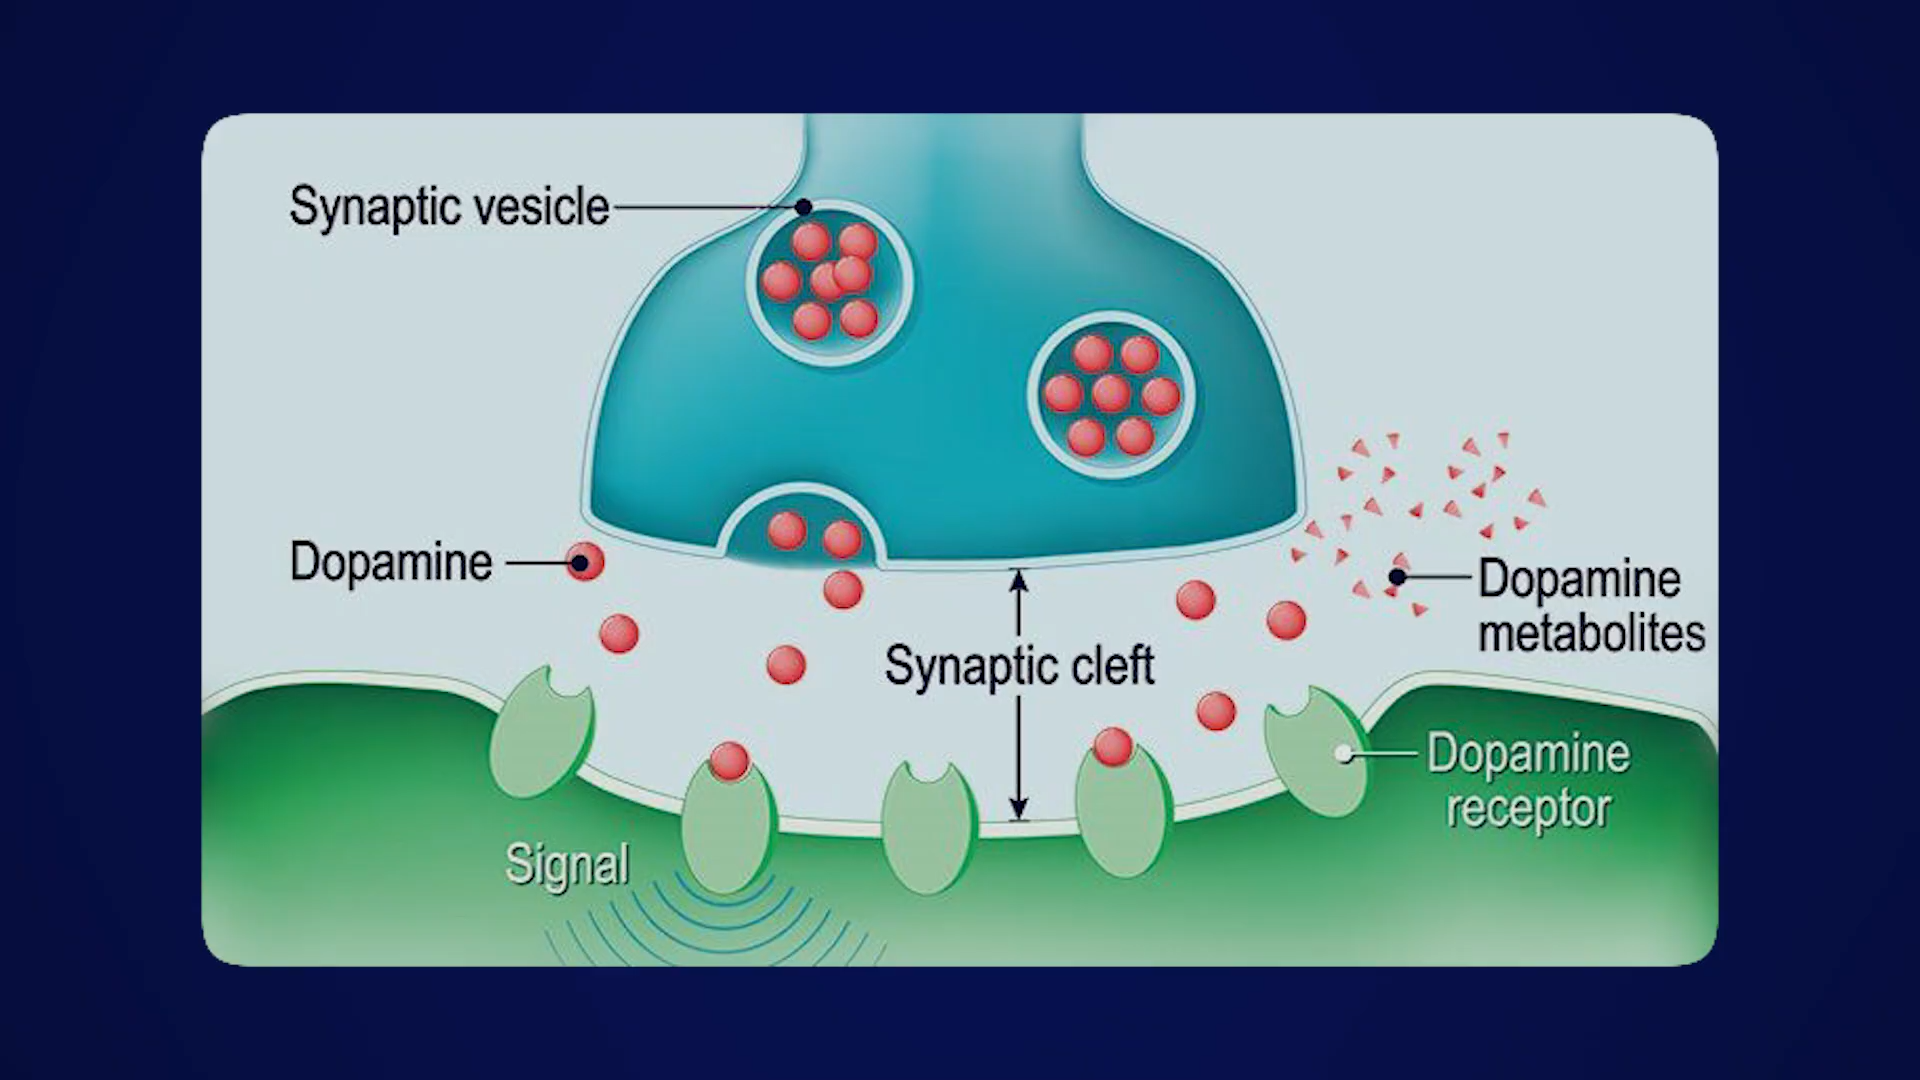 Synaptic vesicle
Dopamine
Dopamine
metabolites
Synaptic cleft
Dopamine
receptor
Signal